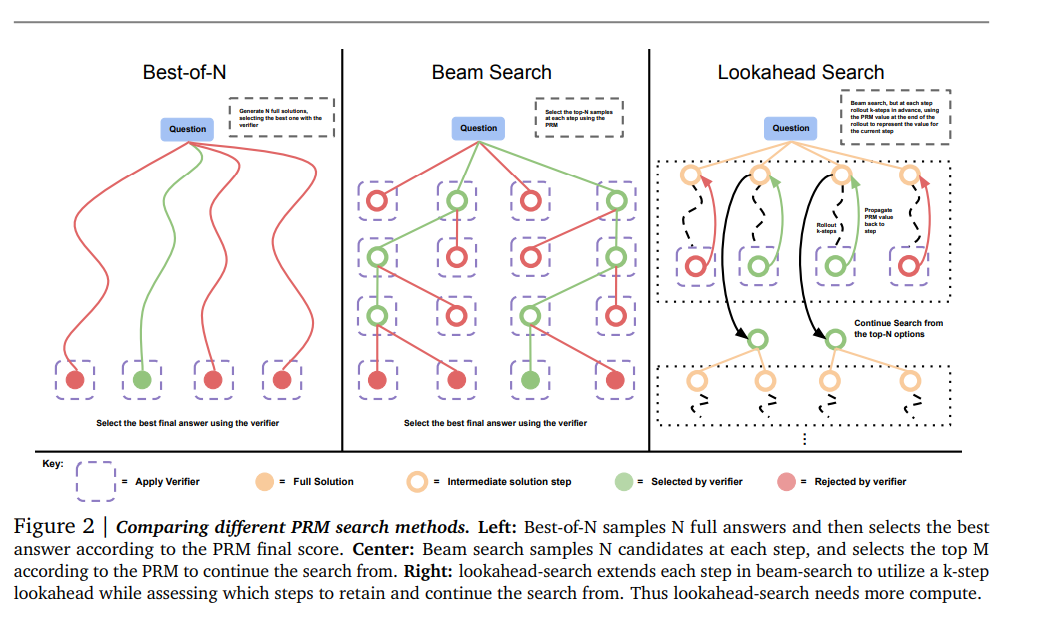 Best-of-N
Generate N full solutions,
selecting the best one with the
verifier
Question
Select the best final answer using the verifier
Beam Search
Select the top-N samples
at each step using the
PRM
Question
Select the best final answer using the verifier
Lookahead Search
Beam search, but at each step
rollout k-steps in advance, using
the PRM value at the end of the
rollout to represent the value for
the current step
Question
Rollout
k-steps
Propagate
PRM value
back to
step
Continue Search from
the top-N options
Key:
= Apply Verifier
= Full Solution
= Intermediate solution step
= Selected by verifier
= Rejected by verifier
Figure 2 | Comparing different PRM search methods. Left: Best-of-N samples N full answers and then selects the best
answer according to the PRM final score. Center: Beam search samples N candidates at each step, and selects the top M
according to the PRM to continue the search from. Right: lookahead-search extends each step in beam-search to utilize a k-step
lookahead while assessing which steps to retain and continue the search from. Thus lookahead-search needs more compute.